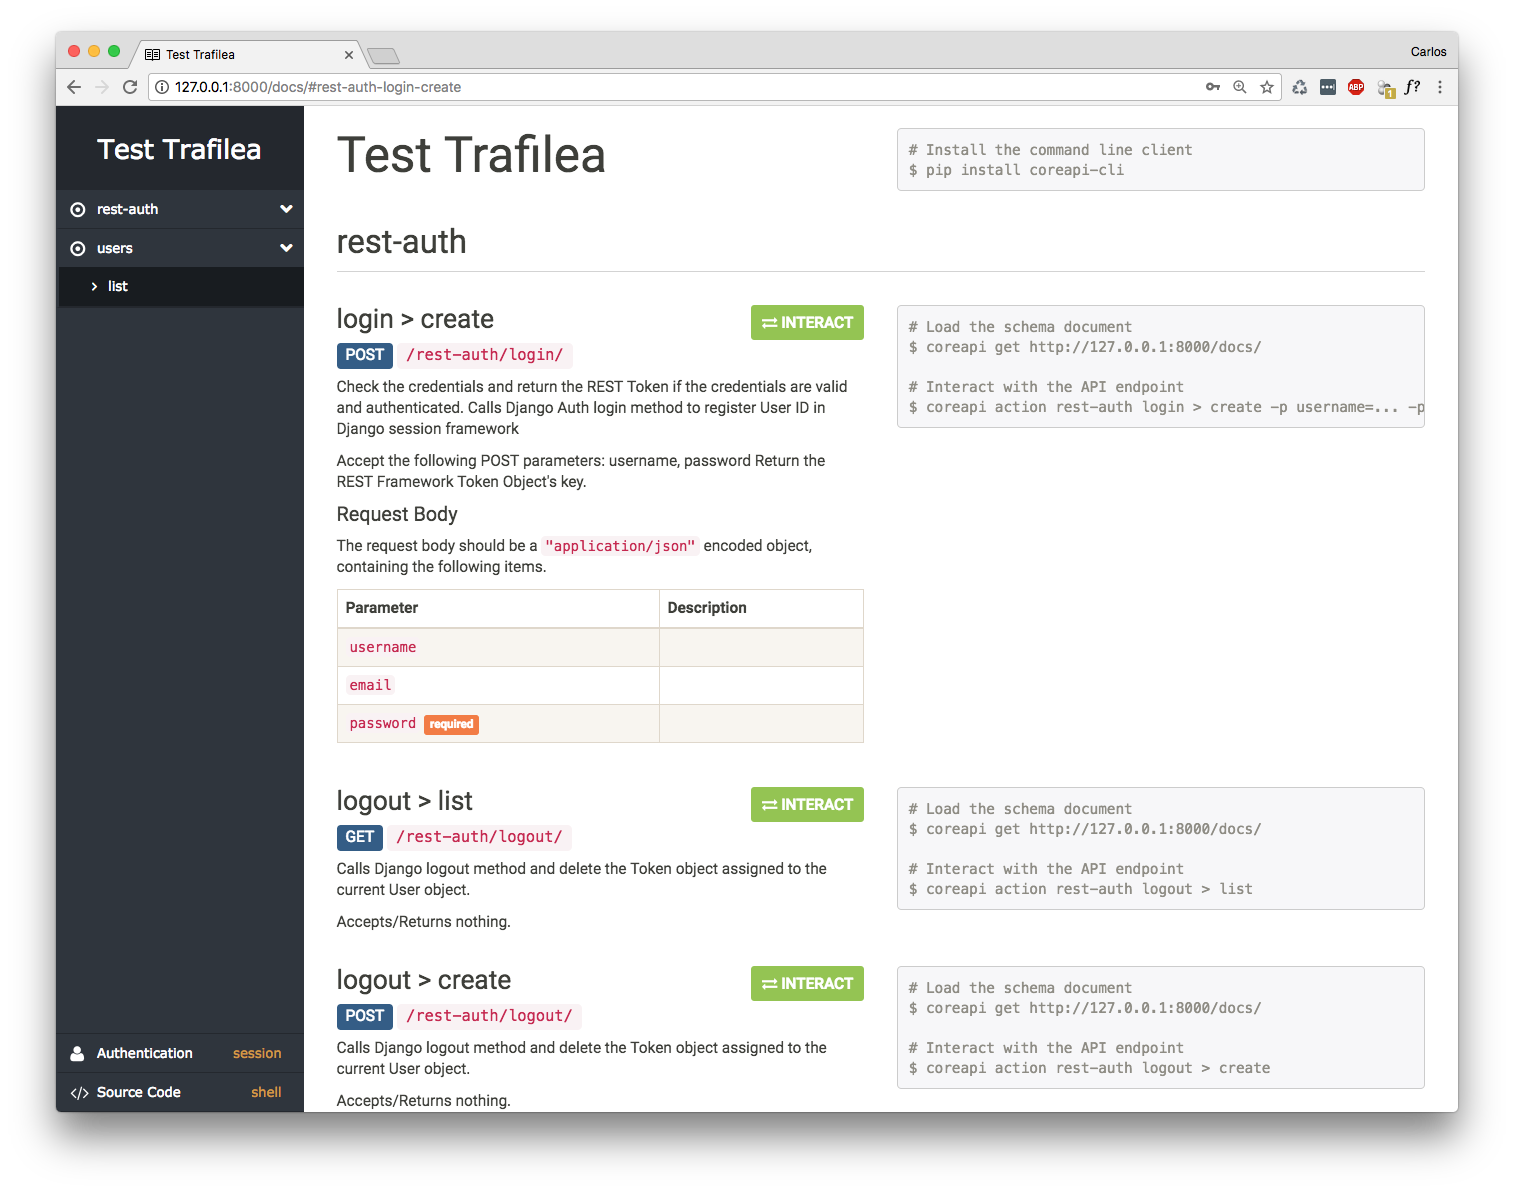 Test Trafilea
Carlos
127.0.0.1:8000/docs/#rest-auth-login-create
ABP
1
f?
Test Trafilea
rest-auth
users
list
Authentication session
Source Code shell
Test Trafilea
# Install the command line client
$ pip install coreapi-cli
rest-auth
login > create
INTERACT
POST /rest-auth/login/
Check the credentials and return the REST Token if the credentials are valid
and authenticated. Calls Django Auth login method to register User ID in
Django session framework
Accept the following POST parameters: username, password Return the
REST Framework Token Object's key.
Request Body
The request body should be a "application/json" encoded object,
containing the following items.
Parameter Description
username
email
password required
# Load the schema document
$ coreapi get http://127.0.0.1:8000/docs/
# Interact with the API endpoint
$ coreapi action rest-auth login > create -p username=... -p
logout > list
INTERACT
GET /rest-auth/logout/
Calls Django logout method and delete the Token object assigned to the
current User object.
Accepts/Returns nothing.
# Load the schema document
$ coreapi get http://127.0.0.1:8000/docs/
# Interact with the API endpoint
$ coreapi action rest-auth logout > list
logout > create
INTERACT
POST /rest-auth/logout/
Calls Django logout method and delete the Token object assigned to the
current User object.
Accepts/Returns nothing.
# Load the schema document
$ coreapi get http://127.0.0.1:8000/docs/
# Interact with the API endpoint
$ coreapi action rest-auth logout > create